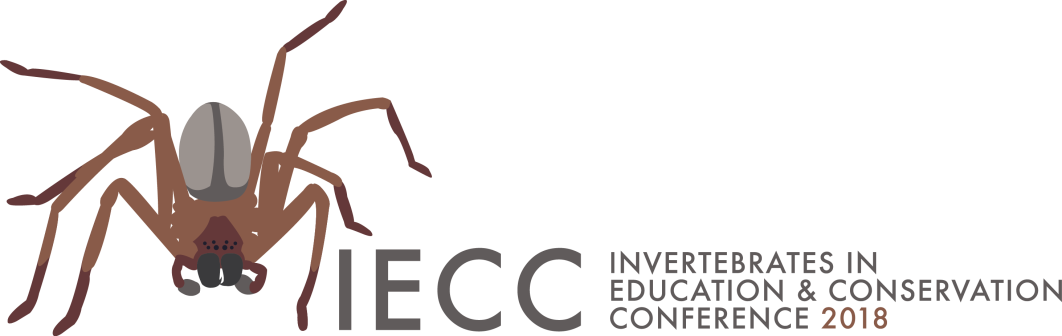 IECC
INVERTEBRATES IN
EDUCATION & CONSERVATION
CONFERENCE 2018